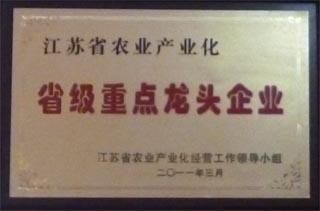 江苏省农业产业化
省级重点龙头企业
江苏省农业产业化经营工作领导小组
二〇一一年三月